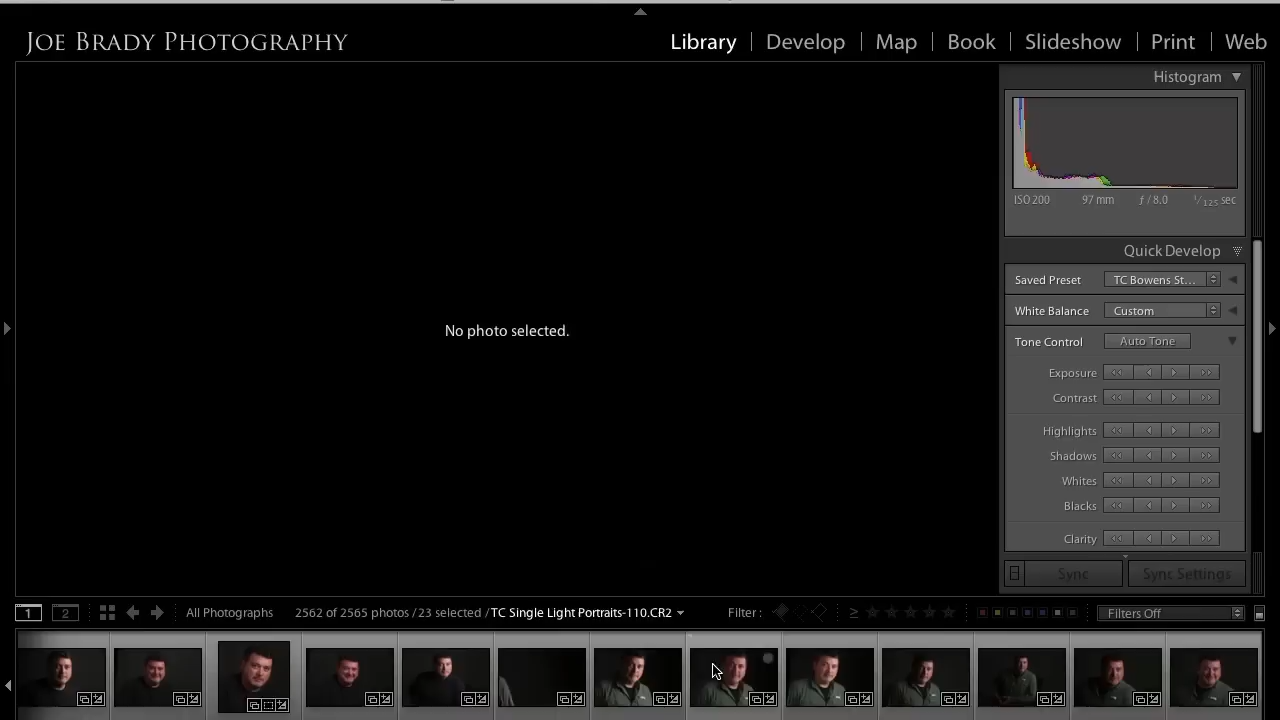 JOE BRADY PHOTOGRAPHY
Library Develop Map Book Slideshow Print Web
Histogram
ISO 200 97 mm ƒ / 8.0 1/125 sec
No photo selected.
Quick Develop
Saved Preset TC Bowens St...
White Balance Custom
Tone Control Auto Tone
Exposure
Contrast
Highlights
Shadows
Whites
Blacks
Clarity
Sync Sync Settings
1 2 All Photographs 2562 of 2565 photos / 23 selected / TC Single Light Portraits-110.CR2 Filter : ≥ Filters Off